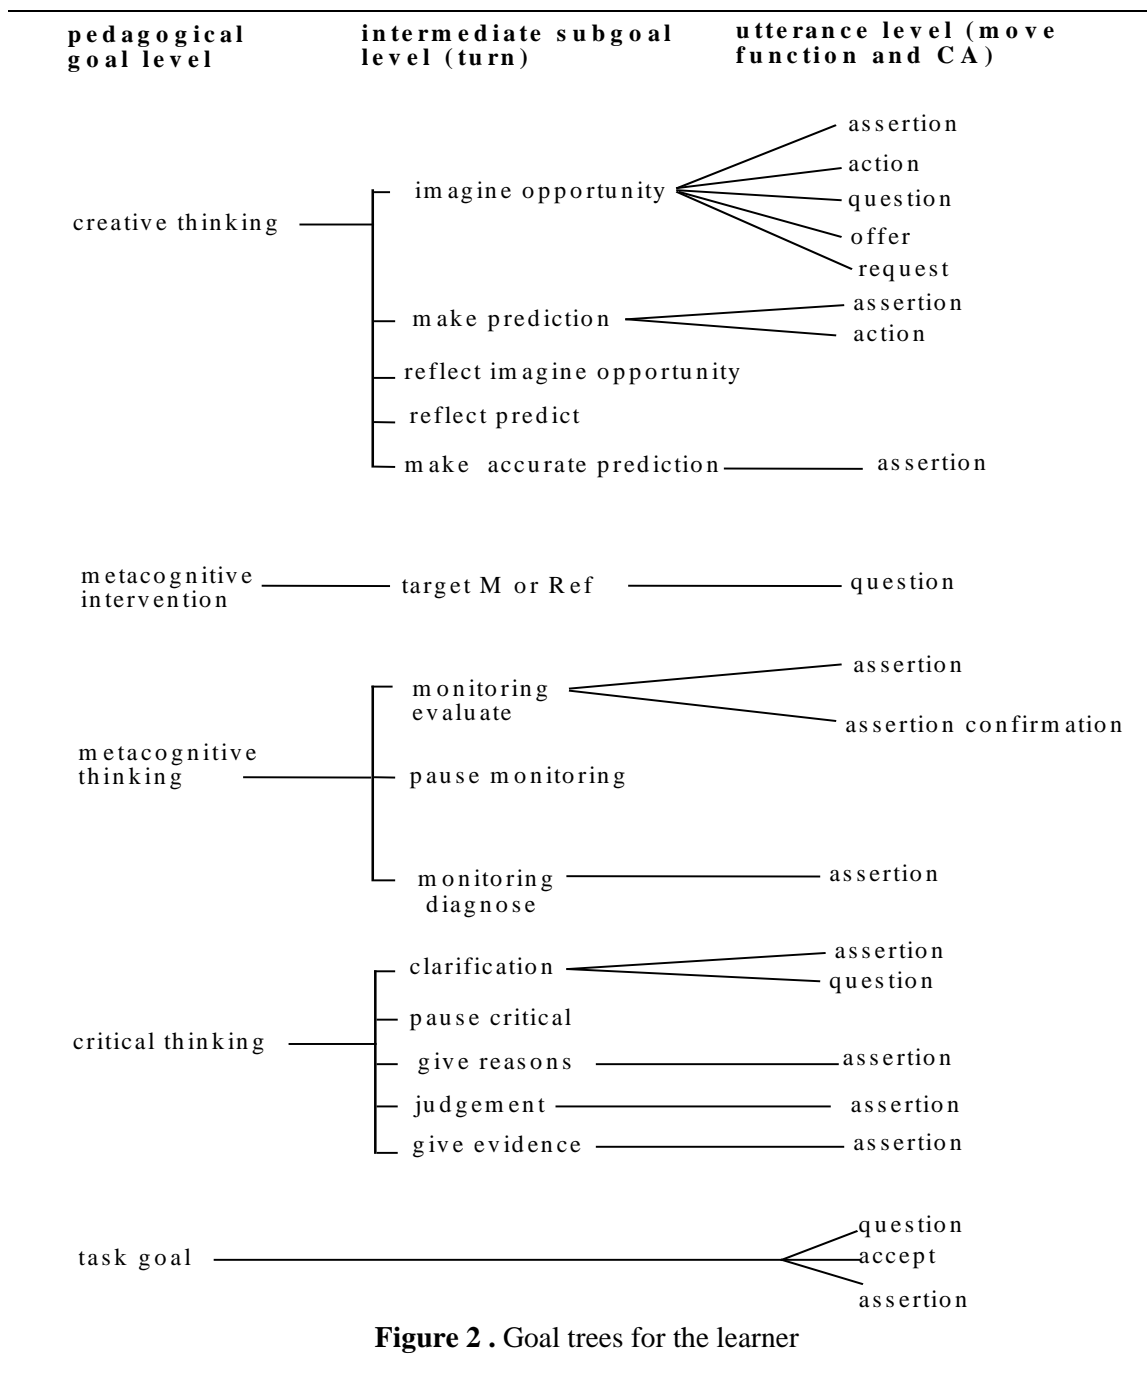 pedagogical
goal level
intermediate subgoal
level (turn)
utterance level (move
function and CA)
creative thinking
imagine opportunity
assertion
action
question
offer
request
make prediction
assertion
action
reflect imagine opportunity
reflect predict
make accurate prediction
assertion
metacognitive
intervention
target M or Ref
question
metacognitive
thinking
monitoring
evaluate
assertion
assertion confirmation
pause monitoring
monitoring
diagnose
assertion
critical thinking
clarification
assertion
question
pause critical
give reasons
assertion
judgement
assertion
give evidence
assertion
task goal
question
accept
assertion
Figure 2 . Goal trees for the learner